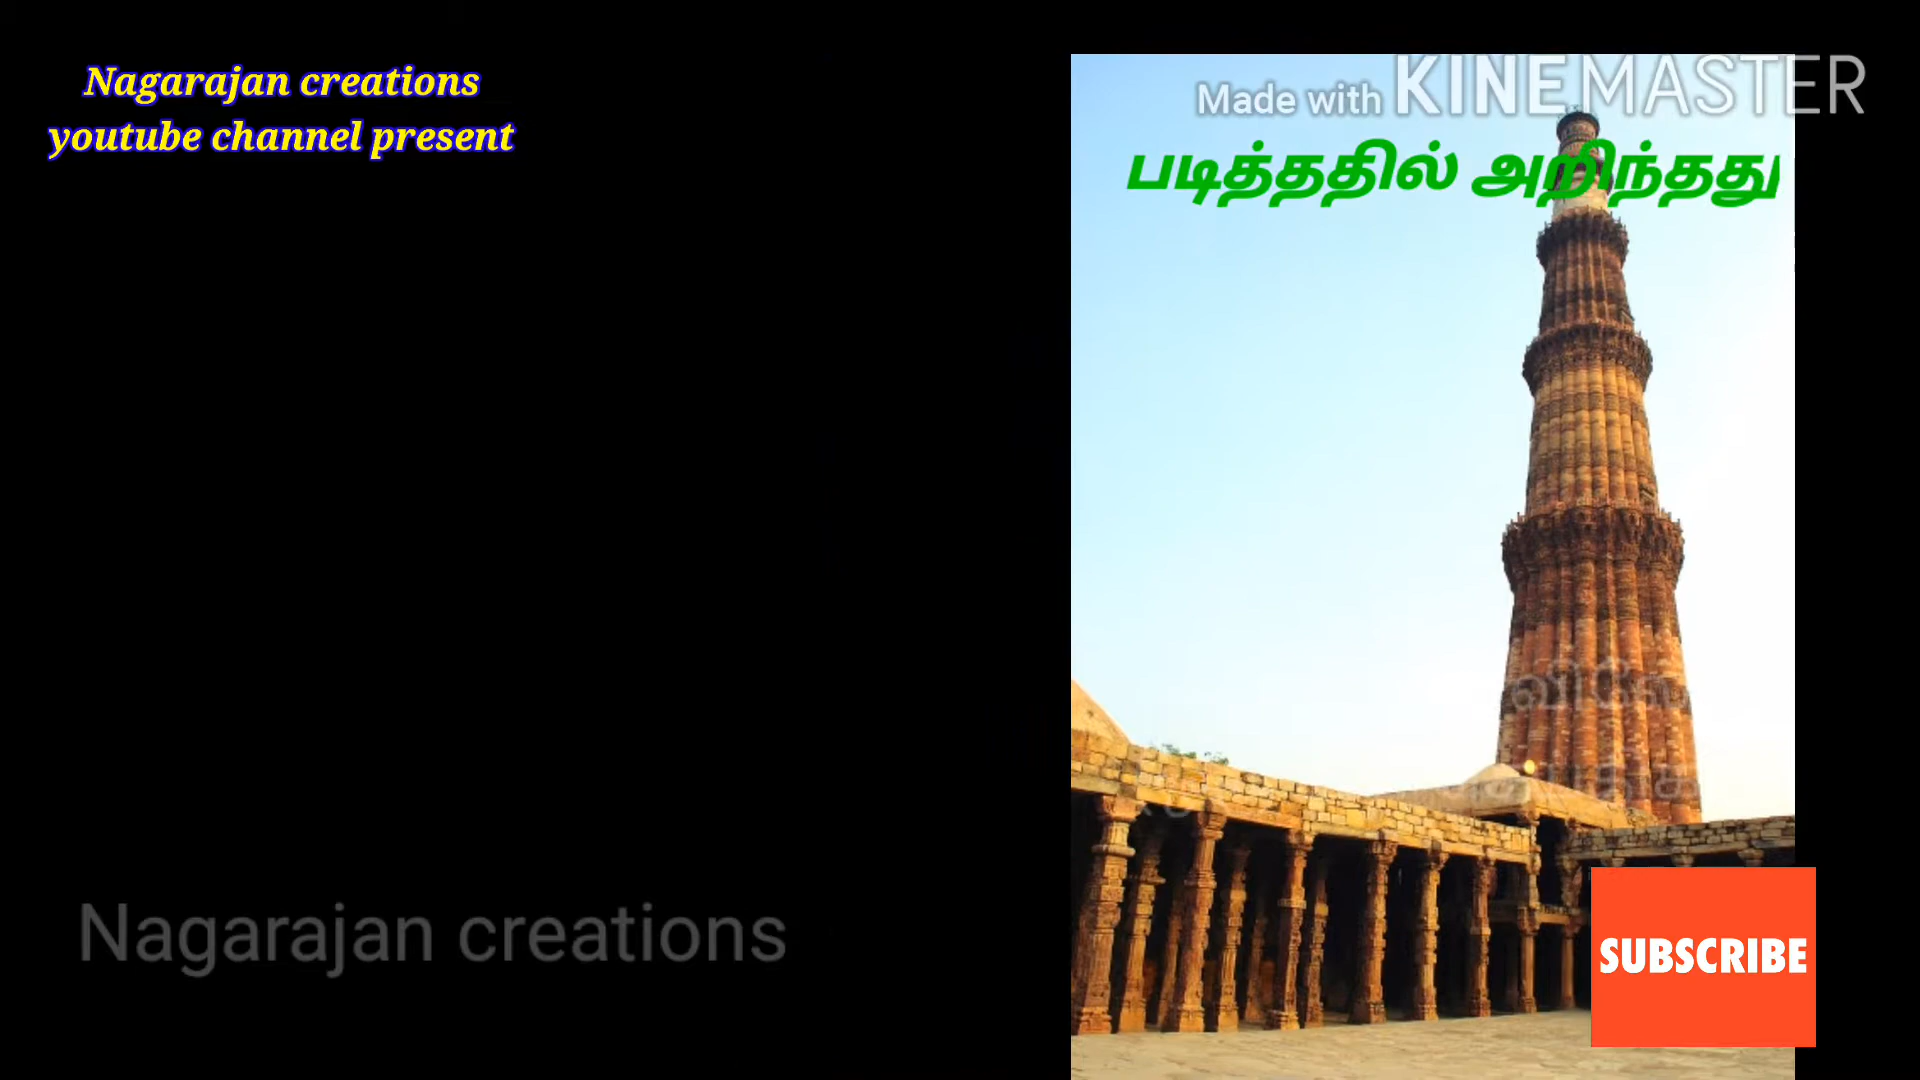 Nagarajan creations
youtube channel present
Made with KINEMASTER
படித்ததில் அறிந்தது
Nagarajan creations
SUBSCRIBE